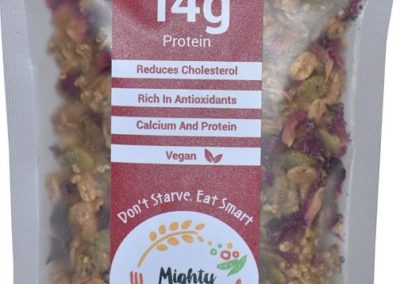 14g
Protein
Reduces Cholesterol
Rich In Antioxidants
Calcium And Protein
Vegan
Don't Starve. Eat Smart
Mighty